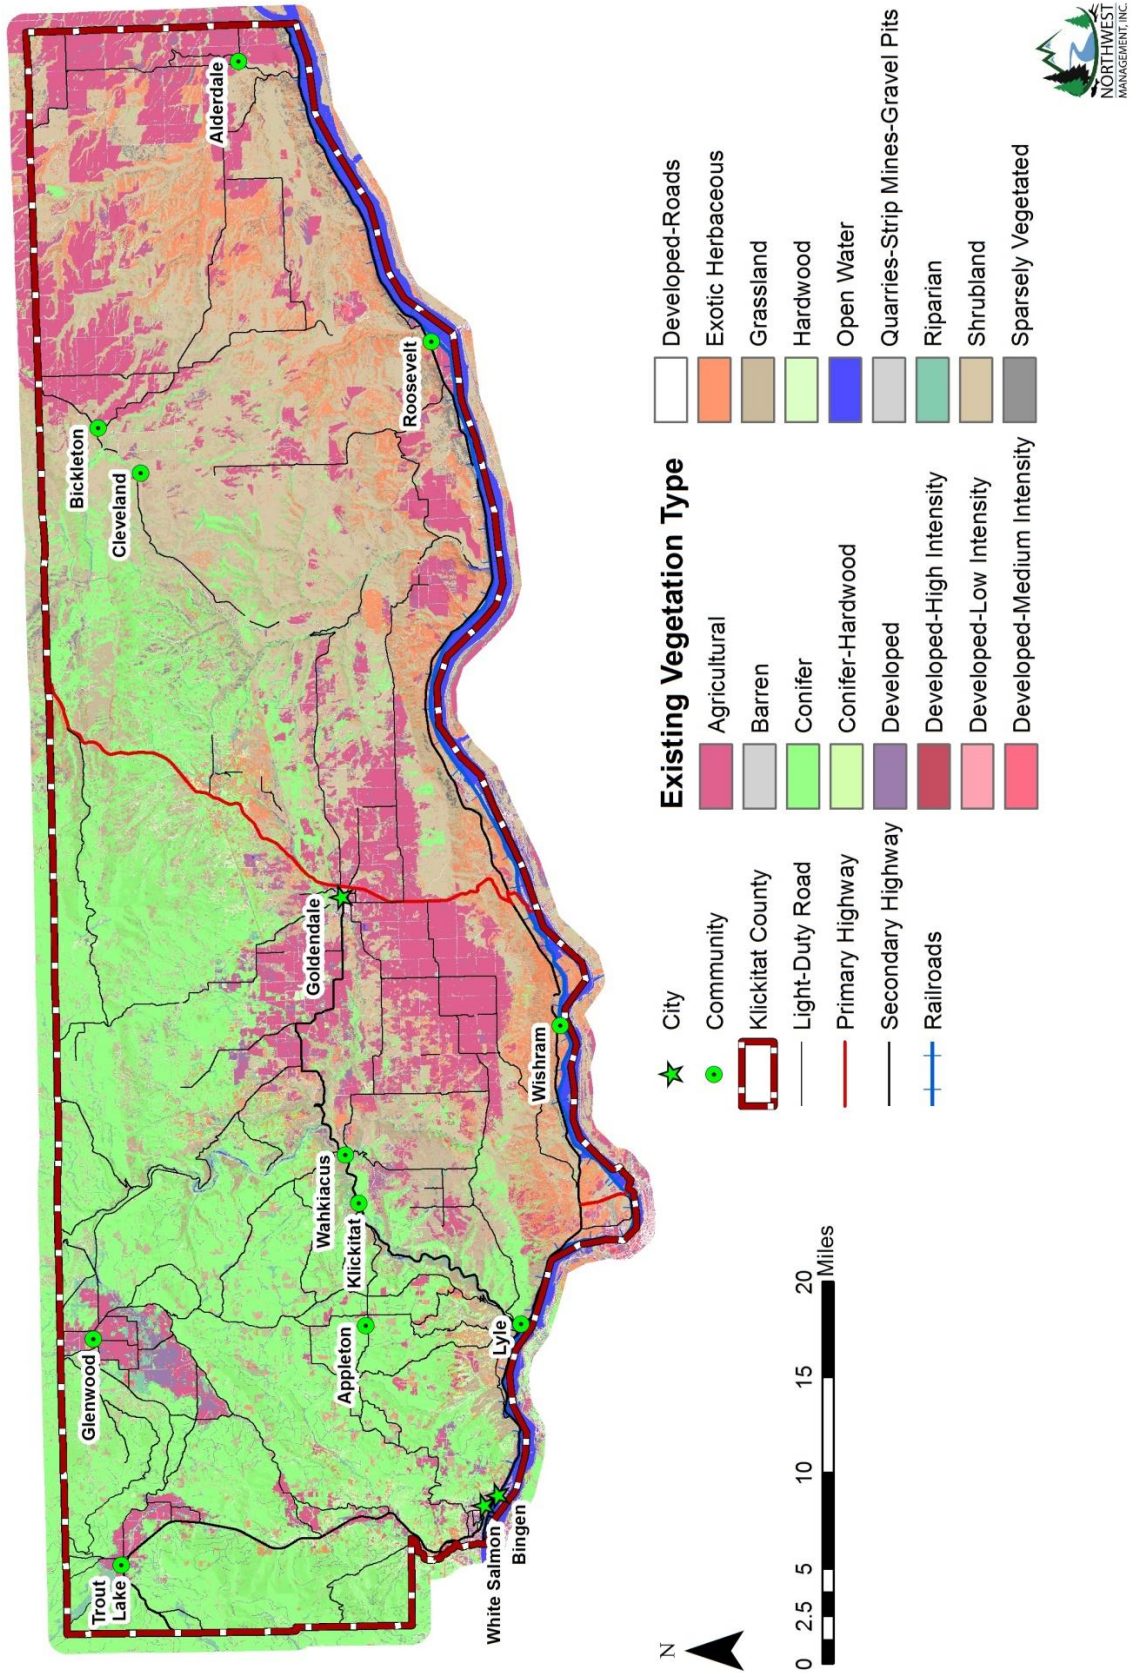 Trout
Lake
Glenwood
White Salmon
Bingen
Appleton
Lyle
Klickitat
Wahkiacus
Wishram
Goldendale
Cleveland
Bickleton
Roosevelt
Alderdale
N
0 2.5 5 10 15 20
Miles
City
Community
Klickitat County
Light-Duty Road
Primary Highway
Secondary Highway
Railroads
Existing Vegetation Type
Agricultural
Barren
Conifer
Conifer-Hardwood
Developed
Developed-High Intensity
Developed-Low Intensity
Developed-Medium Intensity
Developed-Roads
Exotic Herbaceous
Grassland
Hardwood
Open Water
Quarries-Strip Mines-Gravel Pits
Riparian
Shrubland
Sparsely Vegetated
NORTHWEST
MANAGEMENT, INC.